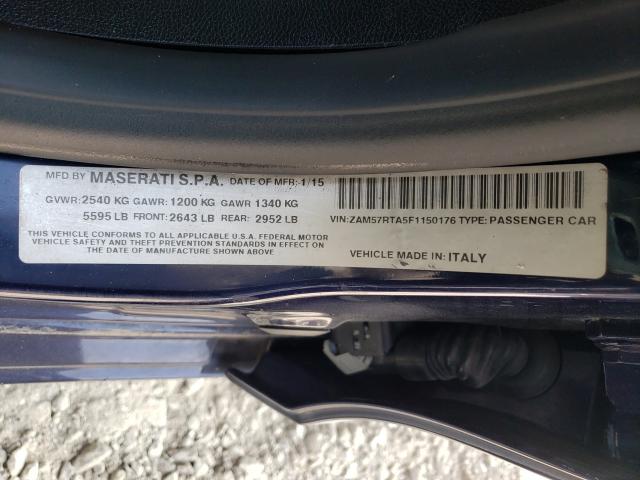 MFD BY MASERATI S.P.A. DATE OF MFR: 1/15
GVWR: 2540 KG GAWR: 1200 KG GAWR 1340 KG
5595 LB FRONT: 2643 LB REAR: 2952 LB
THIS VEHICLE CONFORMS TO ALL APPLICABLE U.S.A. FEDERAL MOTOR
VEHICLE SAFETY AND THEFT PREVENTION STANDARDS IN EFFECT ON
THE DATE OF MANUFACTURE SHOWN ABOVE
VIN: ZAM57RTA5F1150176 TYPE: PASSENGER CAR
VEHICLE MADE IN: ITALY